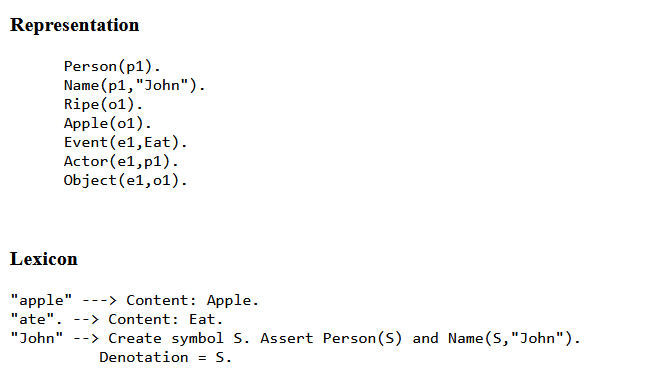 Representation
Person(p1).
Name(p1,"John").
Ripe(o1).
Apple(o1).
Event(e1,Eat).
Actor(e1,p1).
Object(e1,o1).
Lexicon
"apple" ---> Content: Apple.
"ate". --> Content: Eat.
"John" --> Create symbol S. Assert Person(S) and Name(S,"John").
Denotation = S.